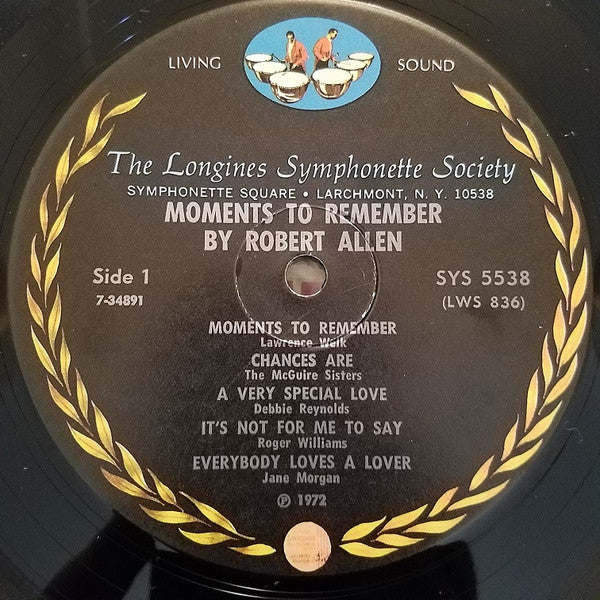 LIVING SOUND
The Longines Symphonette Society
SYMPHONETTE SQUARE • LARCHMONT, N. Y. 10538
MOMENTS TO REMEMBER
BY ROBERT ALLEN
Side 1 SYS 5538
7-34891 (LWS 836)
MOMENTS TO REMEMBER
Lawrence Welk
CHANCES ARE
The McGuire Sisters
A VERY SPECIAL LOVE
Debbie Reynolds
IT'S NOT FOR ME TO SAY
Roger Williams
EVERYBODY LOVES A LOVER
Jane Morgan
℗ 1972